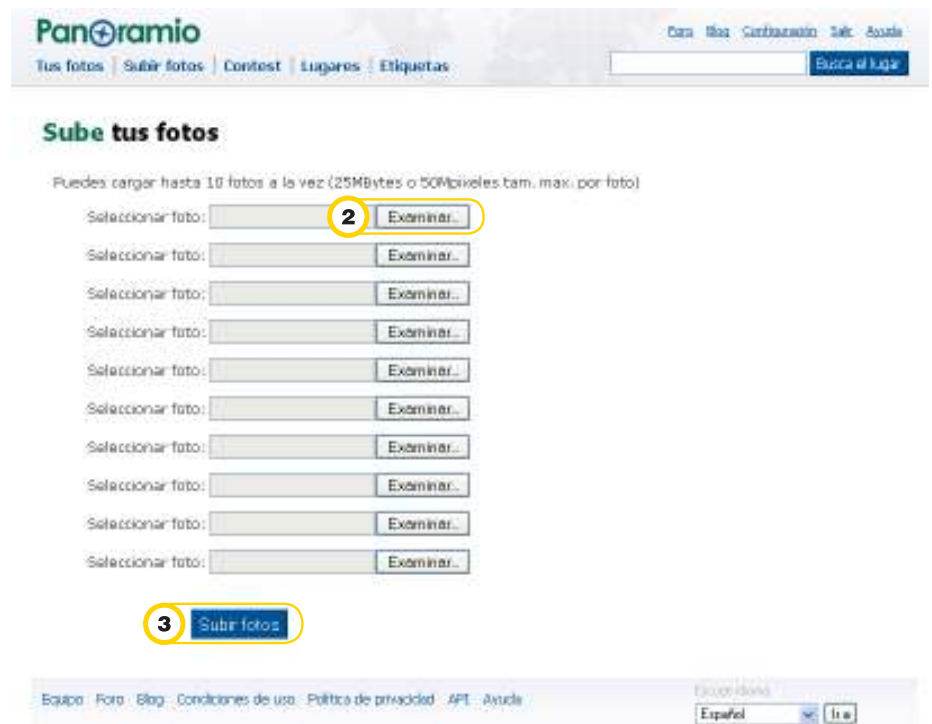 Panoramio
Foro Blog Configuración Salir Ayuda
Tus fotos | Subir fotos | Contest | Lugares | Etiquetas
Busca el lugar
Sube tus fotos
Puedes cargar hasta 10 fotos a la vez (25MBytes o 50Mpixeles tam. max. por foto)
Seleccionar foto: 2 Examinar..
Seleccionar foto: Examinar..
Seleccionar foto: Examinar..
Seleccionar foto: Examinar..
Seleccionar foto: Examinar..
Seleccionar foto: Examinar..
Seleccionar foto: Examinar..
Seleccionar foto: Examinar..
Seleccionar foto: Examinar..
Seleccionar foto: Examinar..
3 Subir fotos
Equipo Foro Blog Condiciones de uso Política de privacidad API Ayuda
Español Ir a